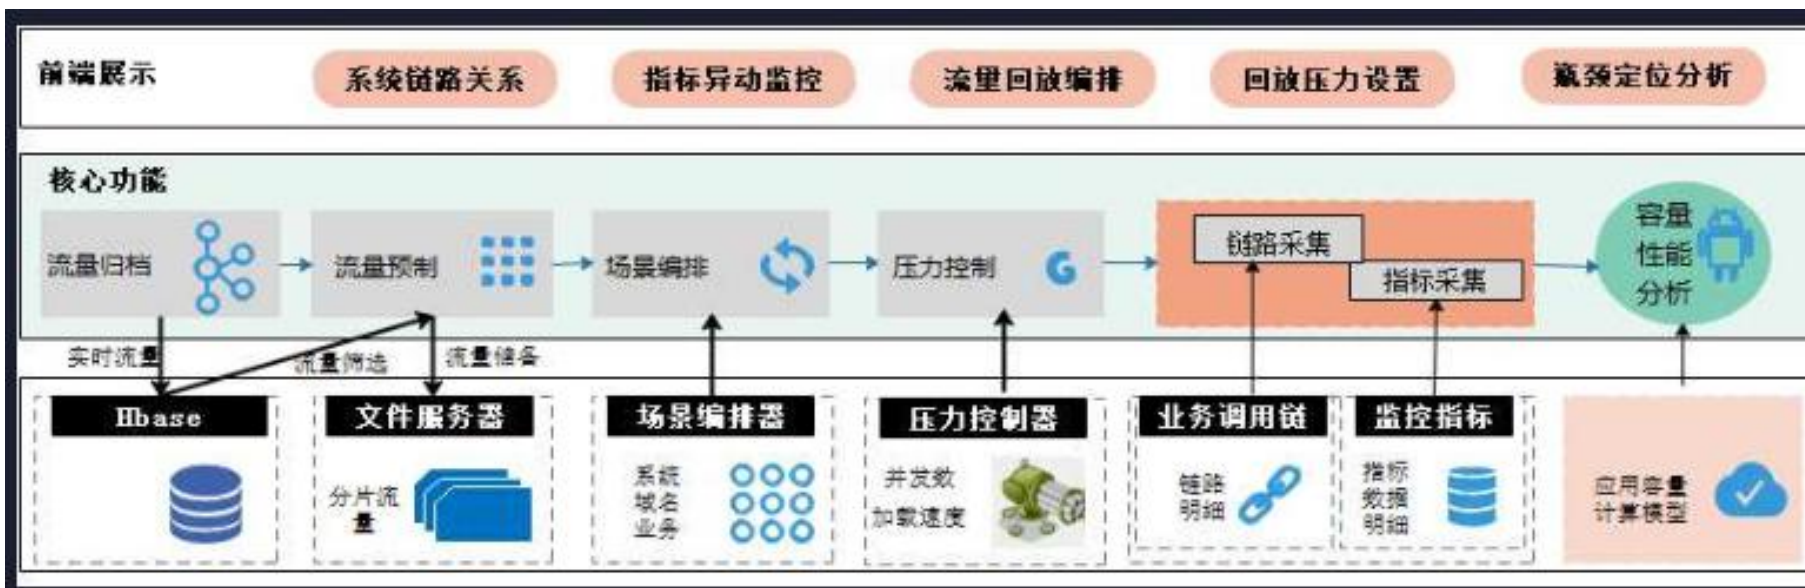 前端展示
系统链路关系
指标异动监控
流量回放编排
回放压力设置
瓶颈定位分析
核心功能
流量归档
流量预制
场景编排
压力控制
链路采集
指标采集
容量
性能
分析
实时流量
流量筛选
流量储备
Hbase
文件服务器
场景编排器
压力控制器
业务调用链
监控指标
分片流
量
系统
域名
业务
并发数
加载速度
链路
明细
指标
数据
明细
应用容量
计算模型